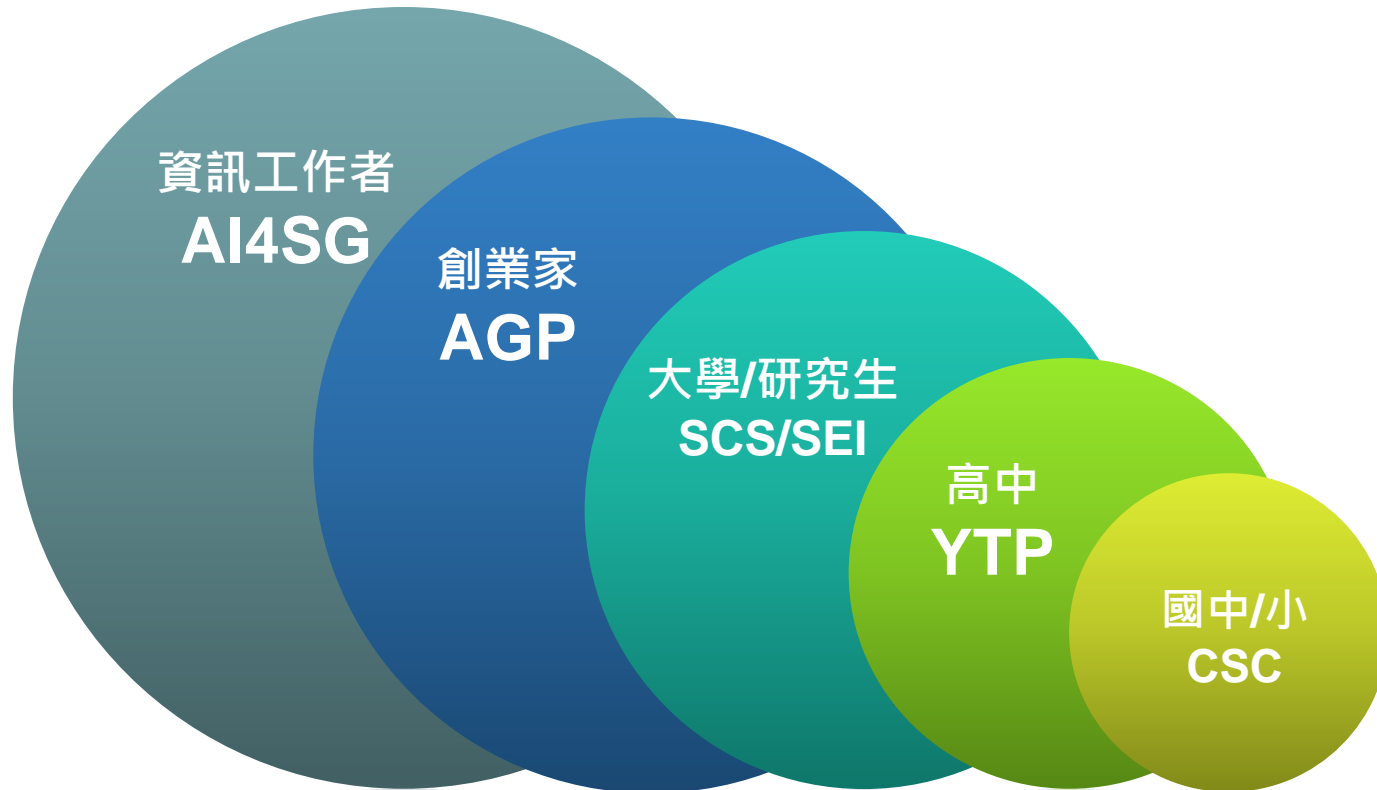 資訊工作者
AI4SG
創業家
AGP
大學/研究生
SCS/SEI
高中
YTP
國中/小
CSC